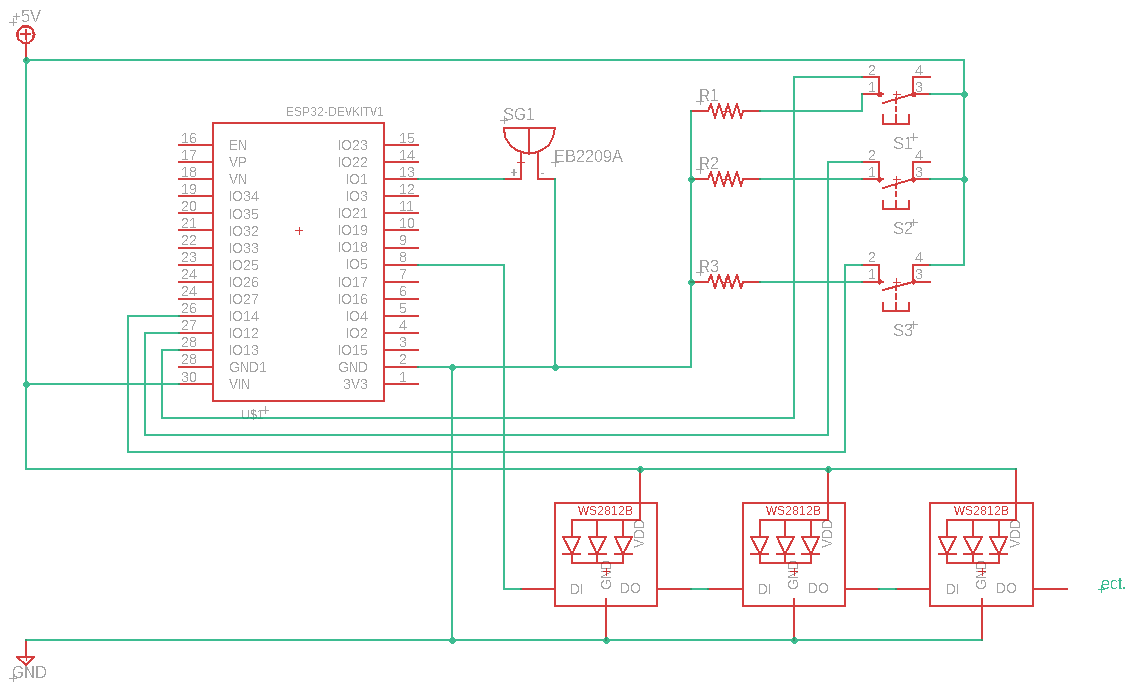 +5V
ESP32-DEVKITV1
16 EN IO23 15
17 VP IO22 14
18 VN IO1 13
19 IO34 IO3 12
20 IO35 IO21 11
21 IO32 IO19 10
22 IO33 IO18 9
23 IO25 IO5 8
24 IO26 IO17 7
24 IO27 IO16 6
26 IO14 IO4 5
27 IO12 IO2 4
28 IO13 IO15 3
28 GND1 GND 2
30 VIN 3V3 1
U$1
SG1
EB2209A
+ -
R1
R2
R3
2 4
1 3
S1
2 4
1 3
S2
2 4
1 3
S3
WS2812B
VDD
GND
DI DO
WS2812B
VDD
GND
DI DO
WS2812B
VDD
GND
DI DO
ect.
GND